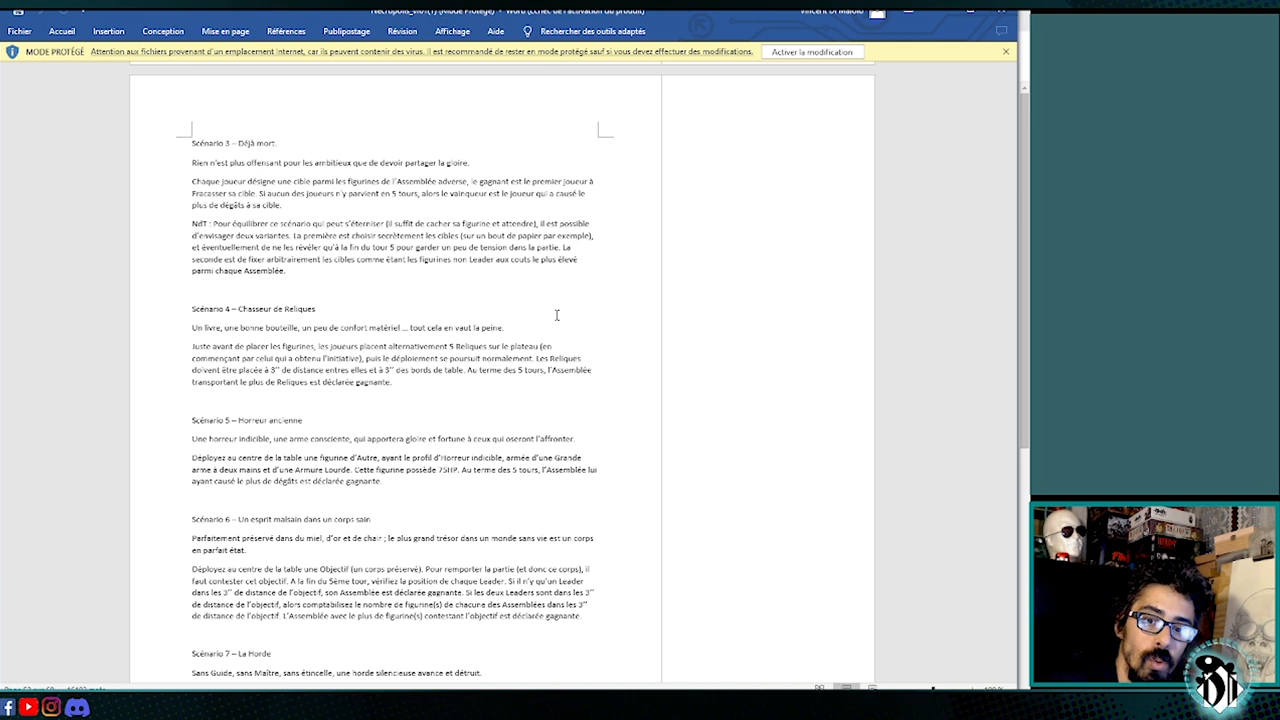 Fichier Accueil Insertion Conception Mise en page Références Publipostage Révision Affichage Aide Rechercher des outils adaptés
MODE PROTÉGÉ Attention aux fichiers provenant d'un emplacement Internet, car ils peuvent contenir des virus. Il est recommandé de rester en mode protégé sauf si vous devez effectuer des modifications. Activer la modification
Scénario 3 – Déjà mort.
Rien n'est plus offensant pour les ambitieux que de devoir partager la gloire.
Chaque joueur désigne une cible parmi les figurines de l'Assemblée adverse, le gagnant est le premier joueur à
Fracasser sa cible. Si aucun des joueurs n'y parvient en 5 tours, alors le vainqueur est le joueur qui a causé le
plus de dégâts à sa cible.
NdT : Pour équilibrer ce scénario qui peut s'éterniser (il suffit de cacher sa figurine et attendre), il est possible
d'envisager deux variantes. La première est choisir secrètement les cibles (sur un bout de papier par exemple),
et éventuellement de ne les révéler qu'à la fin du tour 5 pour garder un peu de tension dans la partie. La
seconde est de fixer arbitrairement les cibles comme étant les figurines non Leader aux couts le plus élevé
parmi chaque Assemblée.
Scénario 4 – Chasseur de Reliques
Un livre, une bonne bouteille, un peu de confort matériel ... tout cela en vaut la peine.
Juste avant de placer les figurines, les joueurs placent alternativement 5 Reliques sur le plateau (en
commençant par celui qui a obtenu l'initiative), puis le déploiement se poursuit normalement. Les Reliques
doivent être placée à 3'' de distance entres elles et à 3'' des bords de table. Au terme des 5 tours, l'Assemblée
transportant le plus de Reliques est déclarée gagnante.
Scénario 5 – Horreur ancienne
Une horreur indicible, une arme consciente, qui apportera gloire et fortune à ceux qui oseront l'affronter.
Déployez au centre de la table une figurine d'Autre, ayant le profil d'Horreur indicible, armée d'une Grande
arme à deux mains et d'une Armure Lourde. Cette figurine possède 75HP. Au terme des 5 tours, l'Assemblée lui
ayant causé le plus de dégâts est déclarée gagnante.
Scénario 6 – Un esprit malsain dans un corps sain
Parfaitement préservé dans du miel, d'or et de chair ; le plus grand trésor dans un monde sans vie est un corps
en parfait état.
Déployez au centre de la table une Objectif (un corps préservé). Pour remporter la partie (et donc ce corps), il
faut contester cet objectif. A la fin du 5ème tour, vérifiez la position de chaque Leader. Si il n'y qu'un Leader
dans les 3'' de distance de l'objectif, son Assemblée est déclarée gagnante. Si les deux Leaders sont dans les 3''
de distance de l'objectif, alors comptabilisez le nombre de figurine(s) de chacune des Assemblées dans les 3''
de distance de l'objectif. L'Assemblée avec le plus de figurine(s) contestant l'objectif est déclarée gagnante.
Scénario 7 – La Horde
Sans Guide, sans Maître, sans étincelle, une horde silencieuse avance et détruit.